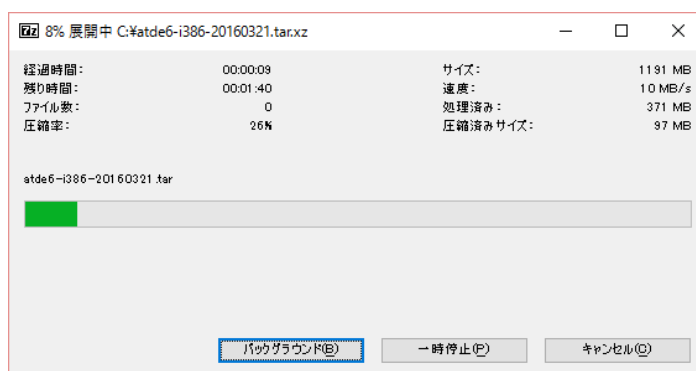 7z 8% 展開中 C:¥atde6-i386-20160321.tar.xz
経過時間: 00:00:09 サイズ: 1191 MB
残り時間: 00:01:40 速度: 10 MB/s
ファイル数: 0 処理済み: 371 MB
圧縮率: 26% 圧縮済みサイズ: 97 MB
atde6-i386-20160321.tar
バックグラウンド(B) 一時停止(P) キャンセル(C)